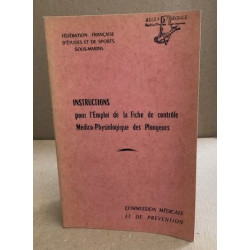 FÉDÉRATION FRANÇAISE
D'ÉTUDES ET DE SPORTS
SOUS-MARINS
INSTRUCTIONS
pour l'Emploi de la Fiche de contrôle
Médico-Physiologique des Plongeurs
COMMISSION MÉDICALE
ET DE PRÉVENTION